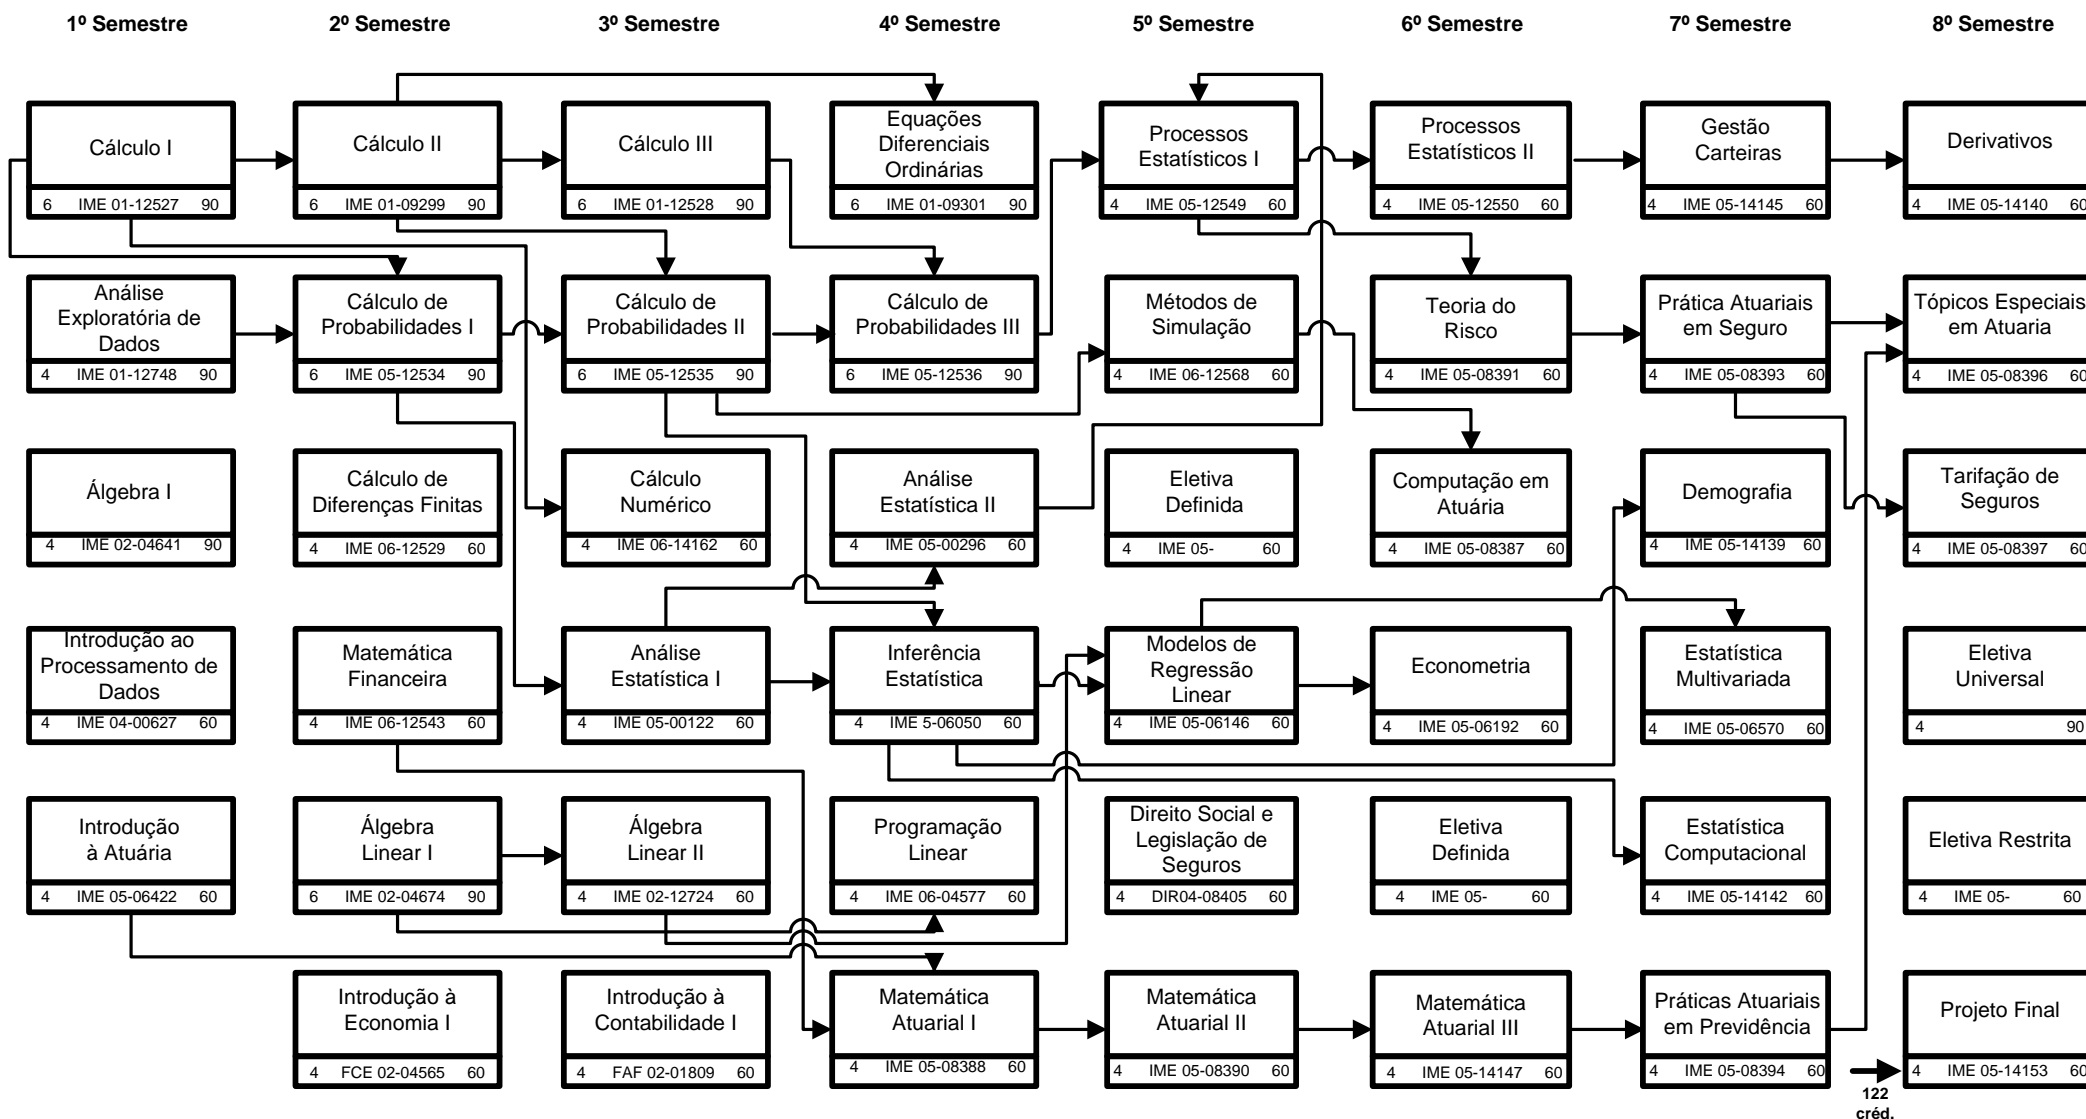 1º Semestre
2º Semestre
3º Semestre
4º Semestre
5º Semestre
6º Semestre
7º Semestre
8º Semestre
Cálculo I
6 IME 01-12527 90
Cálculo II
6 IME 01-09299 90
Cálculo III
6 IME 01-12528 90
Equações
Diferenciais
Ordinárias
6 IME 01-09301 90
Processos
Estatísticos I
4 IME 05-12549 60
Processos
Estatísticos II
4 IME 05-12550 60
Gestão
Carteiras
4 IME 05-14145 60
Derivativos
4 IME 05-14140 60
Análise
Exploratória de
Dados
4 IME 01-12748 90
Cálculo de
Probabilidades I
6 IME 05-12534 90
Cálculo de
Probabilidades II
6 IME 05-12535 90
Cálculo de
Probabilidades III
6 IME 05-12536 90
Métodos de
Simulação
4 IME 06-12568 60
Teoria do
Risco
4 IME 05-08391 60
Prática Atuariais
em Seguro
4 IME 05-08393 60
Tópicos Especiais
em Atuaria
4 IME 05-08396 60
Álgebra I
4 IME 02-04641 90
Cálculo de
Diferenças Finitas
4 IME 06-12529 60
Cálculo
Numérico
4 IME 06-14162 60
Análise
Estatística II
4 IME 05-00296 60
Eletiva
Definida
4 IME 05- 60
Computação em
Atuária
4 IME 05-08387 60
Demografia
4 IME 05-14139 60
Tarifação de
Seguros
4 IME 05-08397 60
Introdução ao
Processamento de
Dados
4 IME 04-00627 60
Matemática
Financeira
4 IME 06-12543 60
Análise
Estatística I
4 IME 05-00122 60
Inferência
Estatística
4 IME 5-06050 60
Modelos de
Regressão
Linear
4 IME 05-06146 60
Econometria
4 IME 05-06192 60
Estatística
Multivariada
4 IME 05-06570 60
Eletiva
Universal
4 90
Introdução
à Atuária
4 IME 05-06422 60
Álgebra
Linear I
6 IME 02-04674 90
Álgebra
Linear II
4 IME 02-12724 60
Programação
Linear
4 IME 06-04577 60
Direito Social e
Legislação de
Seguros
4 DIR04-08405 60
Eletiva
Definida
4 IME 05- 60
Estatística
Computacional
4 IME 05-14142 60
Eletiva Restrita
4 IME 05- 60
Introdução à
Economia I
4 FCE 02-04565 60
Introdução à
Contabilidade I
4 FAF 02-01809 60
Matemática
Atuarial I
4 IME 05-08388 60
Matemática
Atuarial II
4 IME 05-08390 60
Matemática
Atuarial III
4 IME 05-14147 60
Práticas Atuariais
em Previdência
4 IME 05-08394 60
Projeto Final
4 IME 05-14153 60
122
créd.